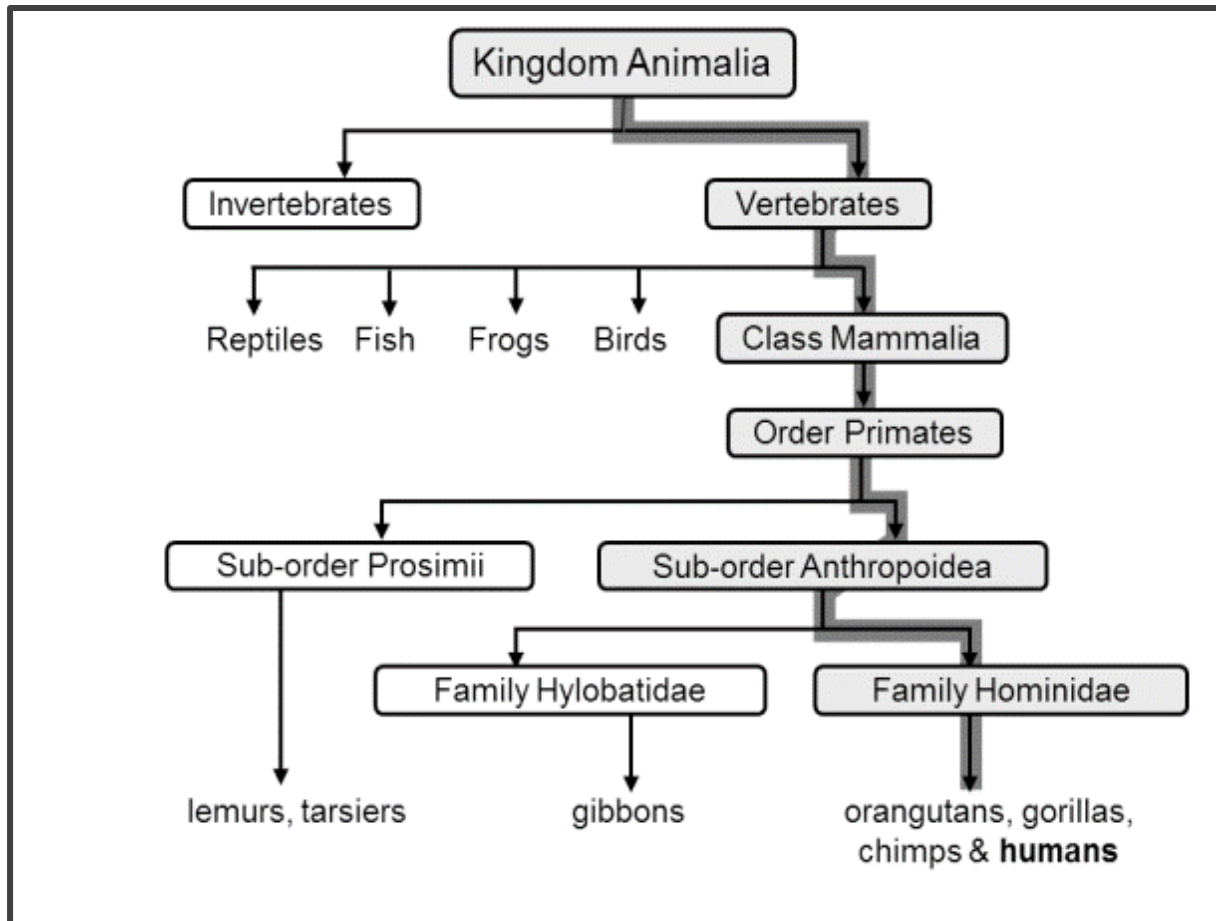 Kingdom Animalia
Invertebrates
Vertebrates
Reptiles
Fish
Frogs
Birds
Class Mammalia
Order Primates
Sub-order Prosimii
Sub-order Anthropoidea
Family Hylobatidae
Family Hominidae
lemurs, tarsiers
gibbons
orangutans, gorillas,
chimps & humans